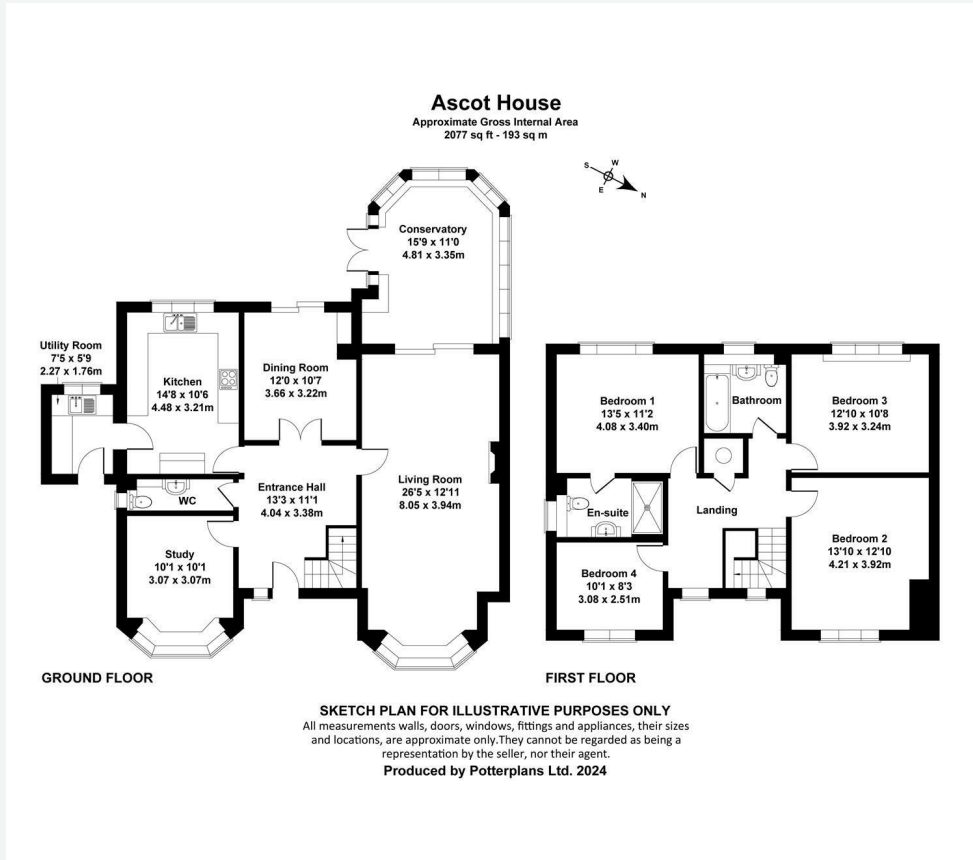 Ascot House
Approximate Gross Internal Area
2077 sq ft - 193 sq m
S
W
E
N
Conservatory
15'9 x 11'0
4.81 x 3.35m
Utility Room
7'5 x 5'9
2.27 x 1.76m
Kitchen
14'8 x 10'6
4.48 x 3.21m
Dining Room
12'0 x 10'7
3.66 x 3.22m
Living Room
26'5 x 12'11
8.05 x 3.94m
Entrance Hall
13'3 x 11'1
4.04 x 3.38m
WC
Study
10'1 x 10'1
3.07 x 3.07m
GROUND FLOOR
Bedroom 1
13'5 x 11'2
4.08 x 3.40m
Bathroom
Bedroom 3
12'10 x 10'8
3.92 x 3.24m
En-suite
Landing
Bedroom 2
13'10 x 12'10
4.21 x 3.92m
Bedroom 4
10'1 x 8'3
3.08 x 2.51m
FIRST FLOOR
SKETCH PLAN FOR ILLUSTRATIVE PURPOSES ONLY
All measurements walls, doors, windows, fittings and appliances, their sizes
and locations, are approximate only.They cannot be regarded as being a
representation by the seller, nor their agent.
Produced by Potterplans Ltd. 2024